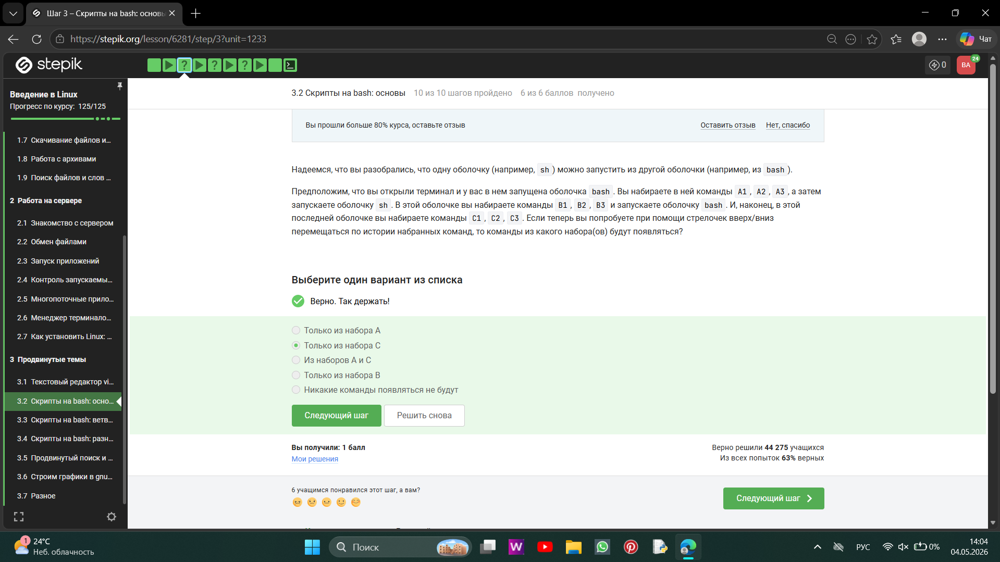 Шаг 3 – Скрипты на bash: основы
https://stepik.org/lesson/6281/step/3?unit=1233
Чат
stepik
0
ВА
24
Введение в Linux
Прогресс по курсу: 125/125
1.7 Скачивание файлов и...
1.8 Работа с архивами
1.9 Поиск файлов и слов ...
2 Работа на сервере
2.1 Знакомство с сервером
2.2 Обмен файлами
2.3 Запуск приложений
2.4 Контроль запускаемы...
2.5 Многопоточные прило...
2.6 Менеджер терминало...
2.7 Как установить Linux: ...
3 Продвинутые темы
3.1 Текстовый редактор vi...
3.2 Скрипты на bash: осно...
3.3 Скрипты на bash: ветв...
3.4 Скрипты на bash: разн...
3.5 Продвинутый поиск и ...
3.6 Строим графики в gnu...
3.7 Разное
3.2 Скрипты на bash: основы 10 из 10 шагов пройдено 6 из 6 баллов получено
Вы прошли больше 80% курса, оставьте отзыв Оставить отзыв Нет, спасибо
Надеемся, что вы разобрались, что одну оболочку (например, sh ) можно запустить из другой оболочки (например, из bash ).
Предположим, что вы открыли терминал и у вас в нем запущена оболочка bash . Вы набираете в ней команды A1 , A2 , A3 , а затем
запускаете оболочку sh . В этой оболочке вы набираете команды B1 , B2 , B3 и запускаете оболочку bash . И, наконец, в этой
последней оболочке вы набираете команды C1 , C2 , C3 . Если теперь вы попробуете при помощи стрелочек вверх/вниз
перемещаться по истории набранных команд, то команды из какого набора(ов) будут появляться?
Выберите один вариант из списка
Верно. Так держать!
Только из набора A
Только из набора C
Из наборов A и C
Только из набора B
Никакие команды появляться не будут
Следующий шаг Решить снова
Вы получили: 1 балл
Мои решения
Верно решили 44 275 учащихся
Из всех попыток 63% верных
6 учащимся понравился этот шаг, а вам?
Следующий шаг
1
24°C
Неб. облачность
Поиск
РУС
0%
14:04
04.05.2026